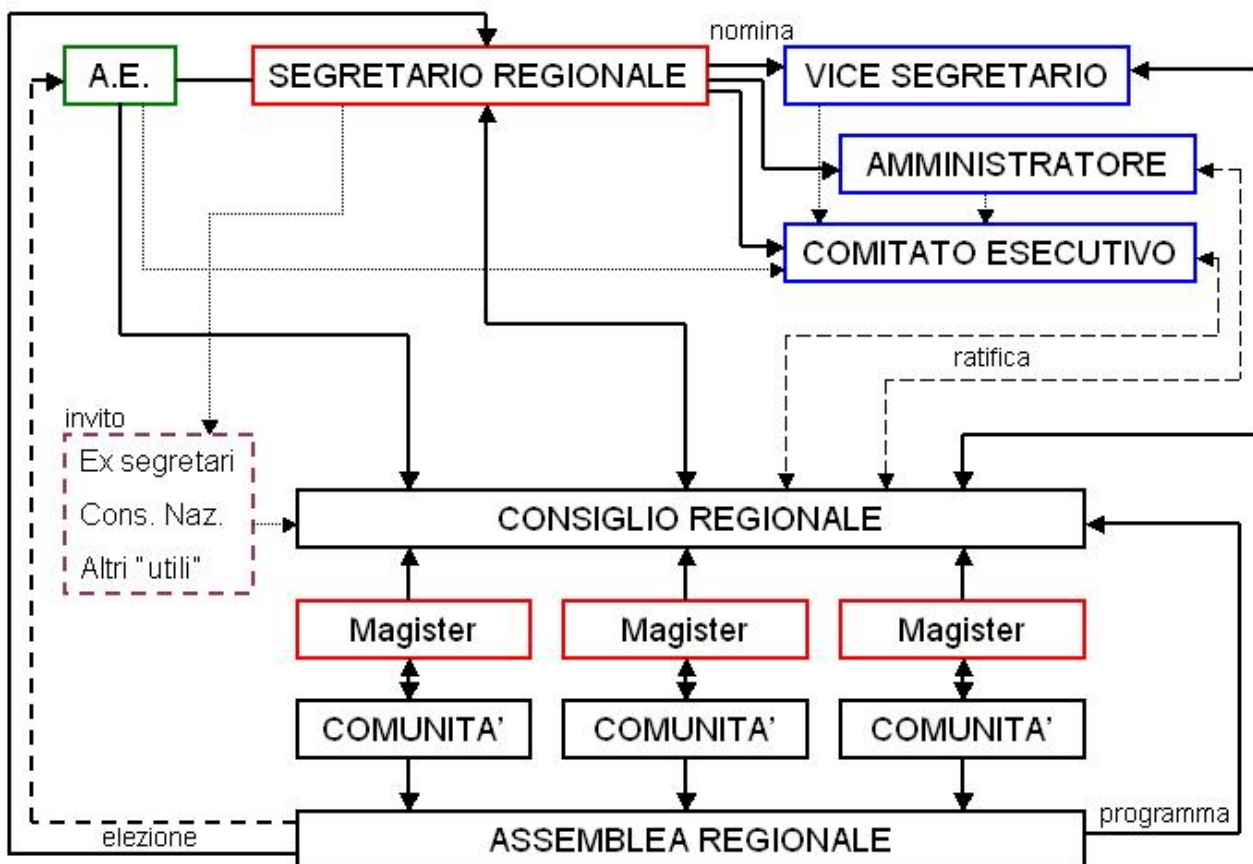 nomina
A.E.
SEGRETARIO REGIONALE
VICE SEGRETARIO
AMMINISTRATORE
COMITATO ESECUTIVO
ratifica
invito
Ex segretari
Cons. Naz.
Altri "utili"
CONSIGLIO REGIONALE
Magister
Magister
Magister
COMUNITA'
COMUNITA'
COMUNITA'
programma
elezione
ASSEMBLEA REGIONALE